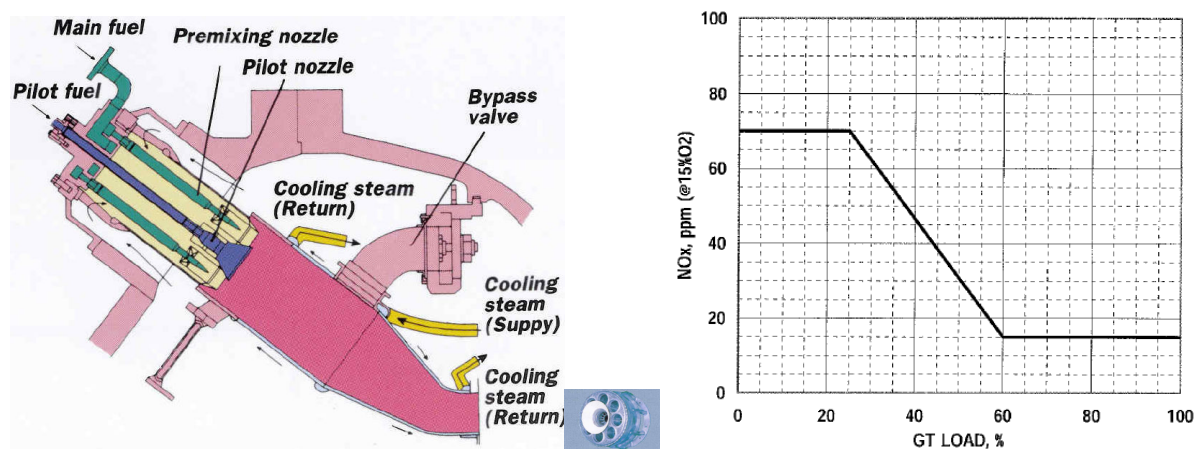 Main fuel
Premixing nozzle
Pilot nozzle
Pilot fuel
Bypass
valve
Cooling steam
(Return)
Cooling
steam
(Suppy)
Cooling
steam
(Return)
100
80
60
40
20
0
NOx, ppm (@15%O2)
0 20 40 60 80 100
GT LOAD, %